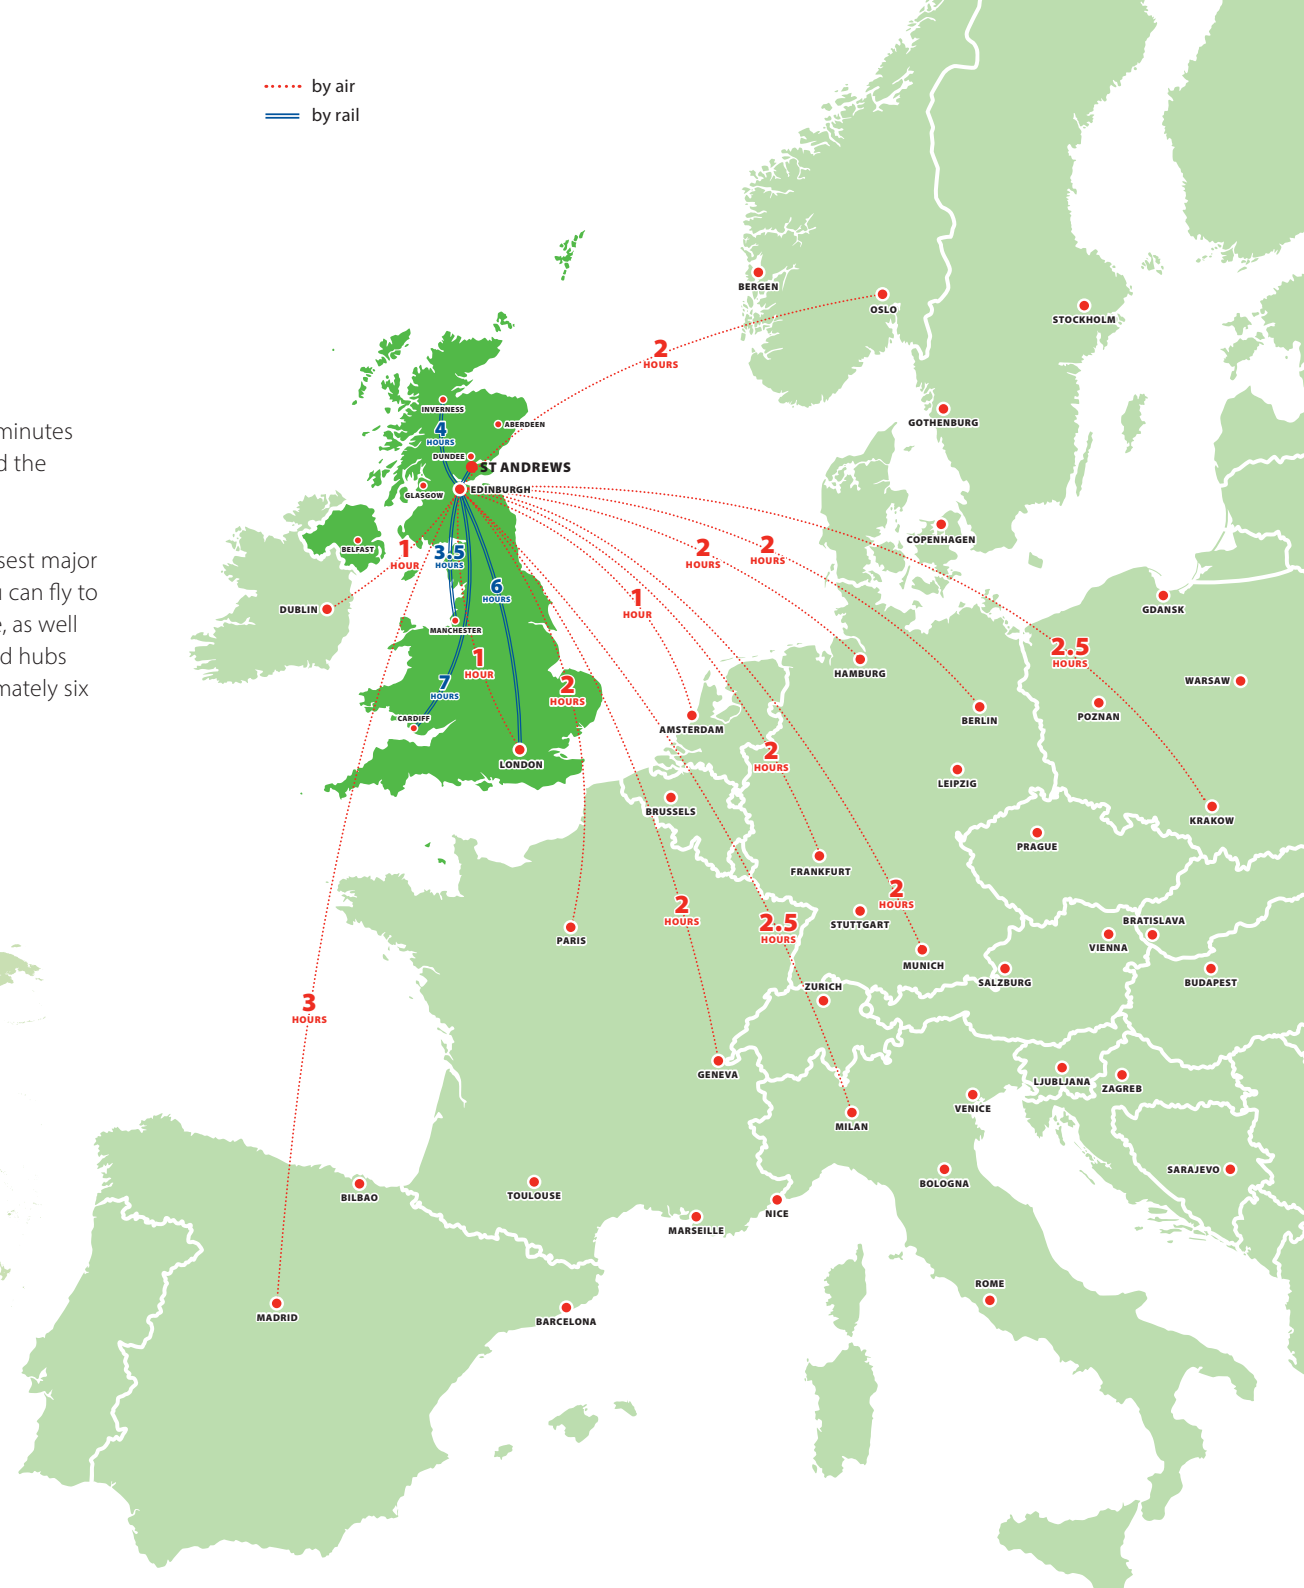 by air
by rail
BERGEN
OSLO
STOCKHOLM
2
HOURS
INVERNESS
GOTHENBURG
ABERDEEN
4
HOURS
minutes
DUNDEE
d the
ST ANDREWS
EDINBURGH
GLASGOW
COPENHAGEN
BELFAST
1
HOUR
3.5
HOURS
2
HOURS
2
HOURS
sest major
can fly to
6
HOURS
1
HOUR
DUBLIN
GDANSK
, as well
MANCHESTER
2.5
HOURS
d hubs
1
HOUR
HAMBURG
WARSAW
mately six
7
HOURS
2
HOURS
CARDIFF
AMSTERDAM
BERLIN
POZNAN
LONDON
2
HOURS
LEIPZIG
BRUSSELS
KRAKOW
PRAGUE
FRANKFURT
2
HOURS
2
HOURS
2.5
HOURS
STUTTGART
BRATISLAVA
PARIS
VIENNA
MUNICH
SALZBURG
BUDAPEST
ZURICH
3
HOURS
GENEVA
LJUBLJANA
ZAGREB
VENICE
MILAN
SARAJEVO
BOLOGNA
BILBAO
TOULOUSE
NICE
MARSEILLE
ROME
MADRID
BARCELONA